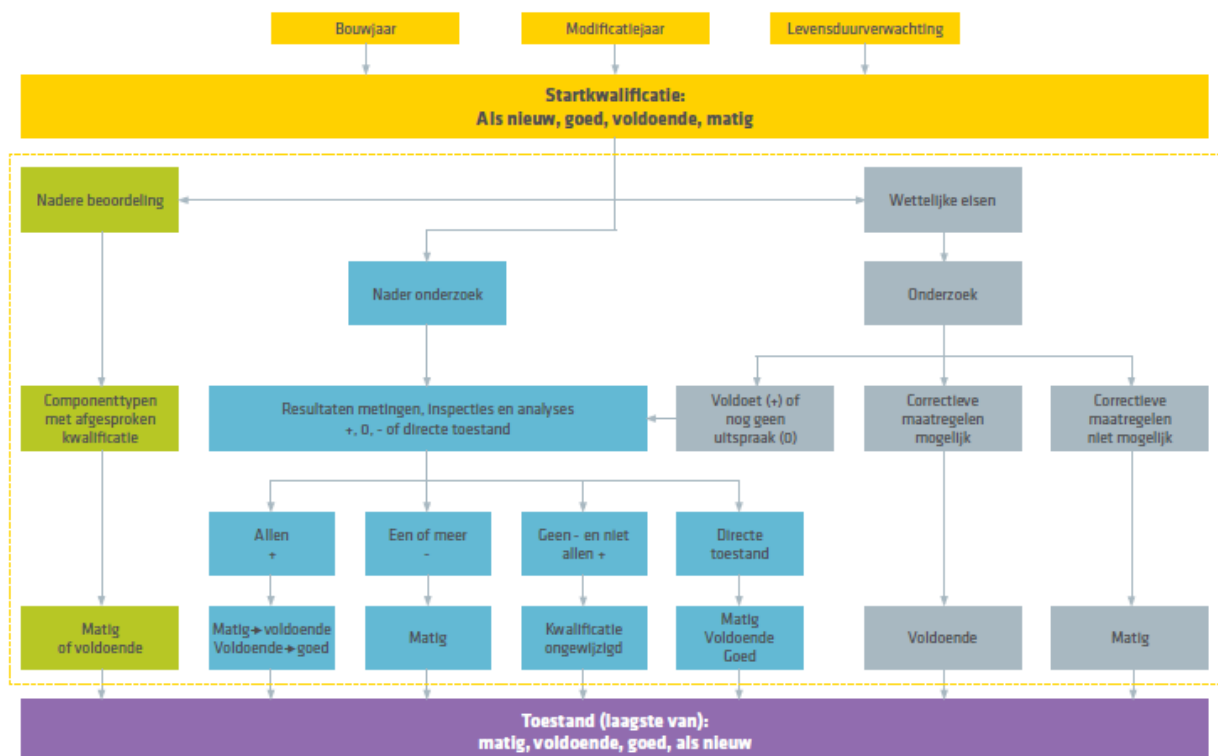 Bouwjaar
Modificatiejaar
Levensduurverwachting
Startkwalificatie:
Als nieuw, goed, voldoende, matig
Nadere beoordeling
Wettelijke eisen
Nader onderzoek
Onderzoek
Componenttypen
met afgesproken
kwalificatie
Resultaten metingen, inspecties en analyses
+, 0, - of directe toestand
Voldoet (+) of
nog geen
uitspraak (0)
Correctieve
maatregelen
mogelijk
Correctieve
maatregelen
niet mogelijk
Allen
+
Een of meer
-
Geen - en niet
allen +
Directe
toestand
Matig
of voldoende
Matig→voldoende
Voldoende→goed
Matig
Kwalificatie
ongewijzigd
Matig
Voldoende
Goed
Voldoende
Matig
Toestand (laagste van):
matig, voldoende, goed, als nieuw